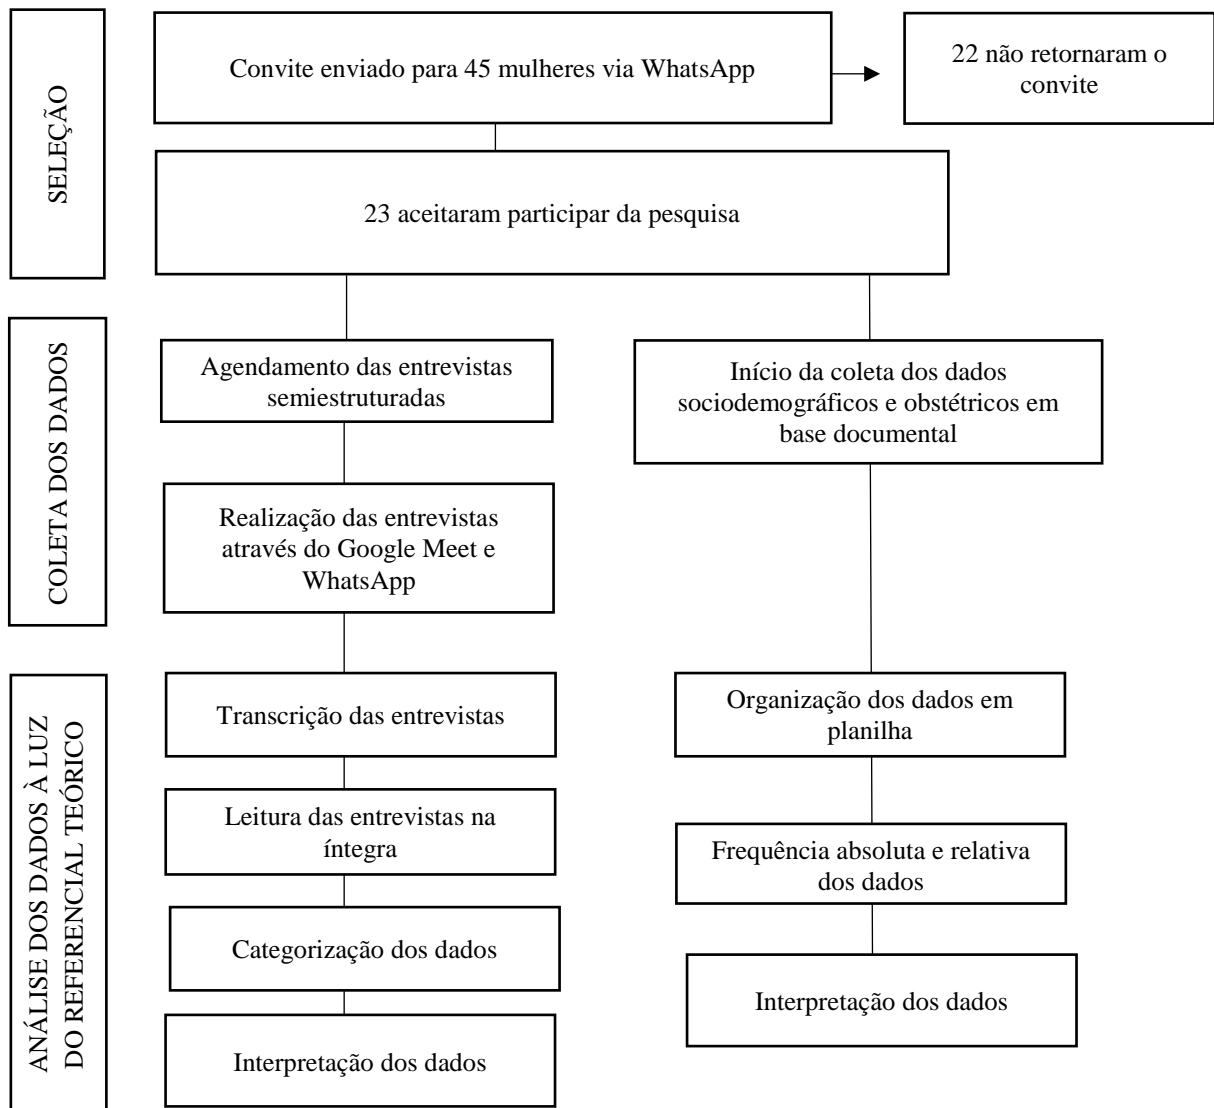 SELEÇÃO
Convite enviado para 45 mulheres via WhatsApp
22 não retornaram o
convite
23 aceitaram participar da pesquisa
COLETA DOS DADOS
Agendamento das entrevistas
semiestruturadas
Início da coleta dos dados
sociodemográficos e obstétricos em
base documental
Realização das entrevistas
através do Google Meet e
WhatsApp
ANÁLISE DOS DADOS À LUZ
DO REFERENCIAL TEÓRICO
Transcrição das entrevistas
Organização dos dados em
planilha
Leitura das entrevistas na
íntegra
Frequência absoluta e relativa
dos dados
Categorização dos dados
Interpretação dos dados
Interpretação dos dados